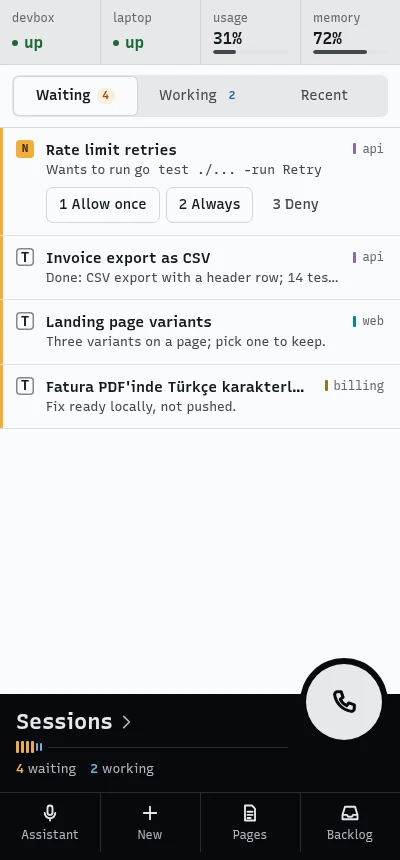 devbox laptop usage memory
up up 31% 72%
Waiting 4 Working 2 Recent
N Rate limit retries api
Wants to run go test ./... -run Retry
1 Allow once 2 Always 3 Deny
T Invoice export as CSV api
Done: CSV export with a header row; 14 tes…
T Landing page variants web
Three variants on a page; pick one to keep.
T Fatura PDF'inde Türkçe karakterl… billing
Fix ready locally, not pushed.
Sessions
4 waiting 2 working
Assistant New Pages Backlog